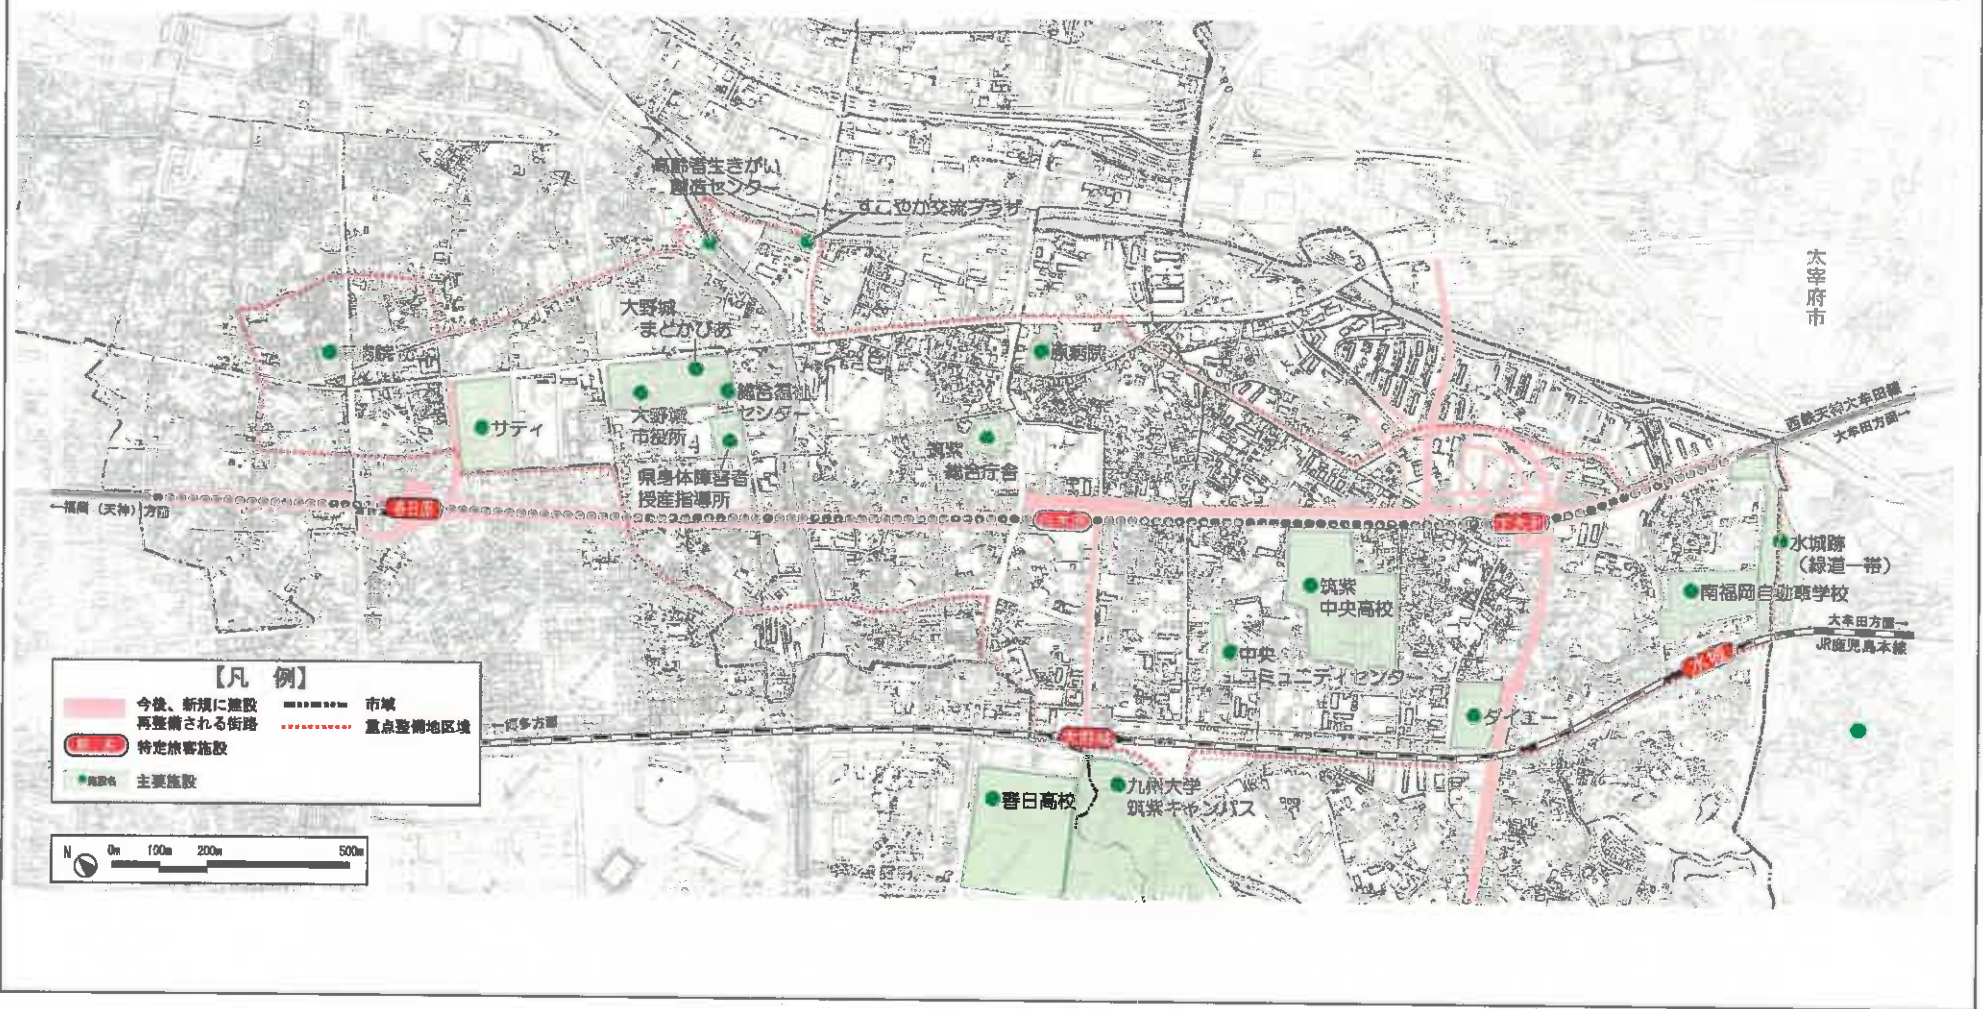 高齢者生きがい
創造センター
すこやか交流プラザ
太宰府市
大野城
まどかぴあ
病院
原病院
総合福祉
センター
サティ
大野城
市役所
西鉄天神大牟田線
大牟田方面→
筑紫
総合庁舎
県身体障害者
授産指導所
←福岡（天神）方面
春日原
下大利
水城跡
（緑道一帯）
筑紫
中央高校
南福岡自動車学校
大牟田方面→
JR鹿児島本線
水城
中央
コミュニティセンター
ダイエー
←博多方面
大野城
九州大学
筑紫キャンパス
春日高校
【凡 例】
今後、新規に建設
再整備される街路
市域
重点整備地区境
特定旅客施設
施設名
主要施設
N
0m 100m 200m 500m